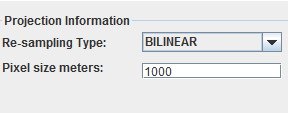 Projection Information
Re-sampling Type: BILINEAR
Pixel size meters: 1000